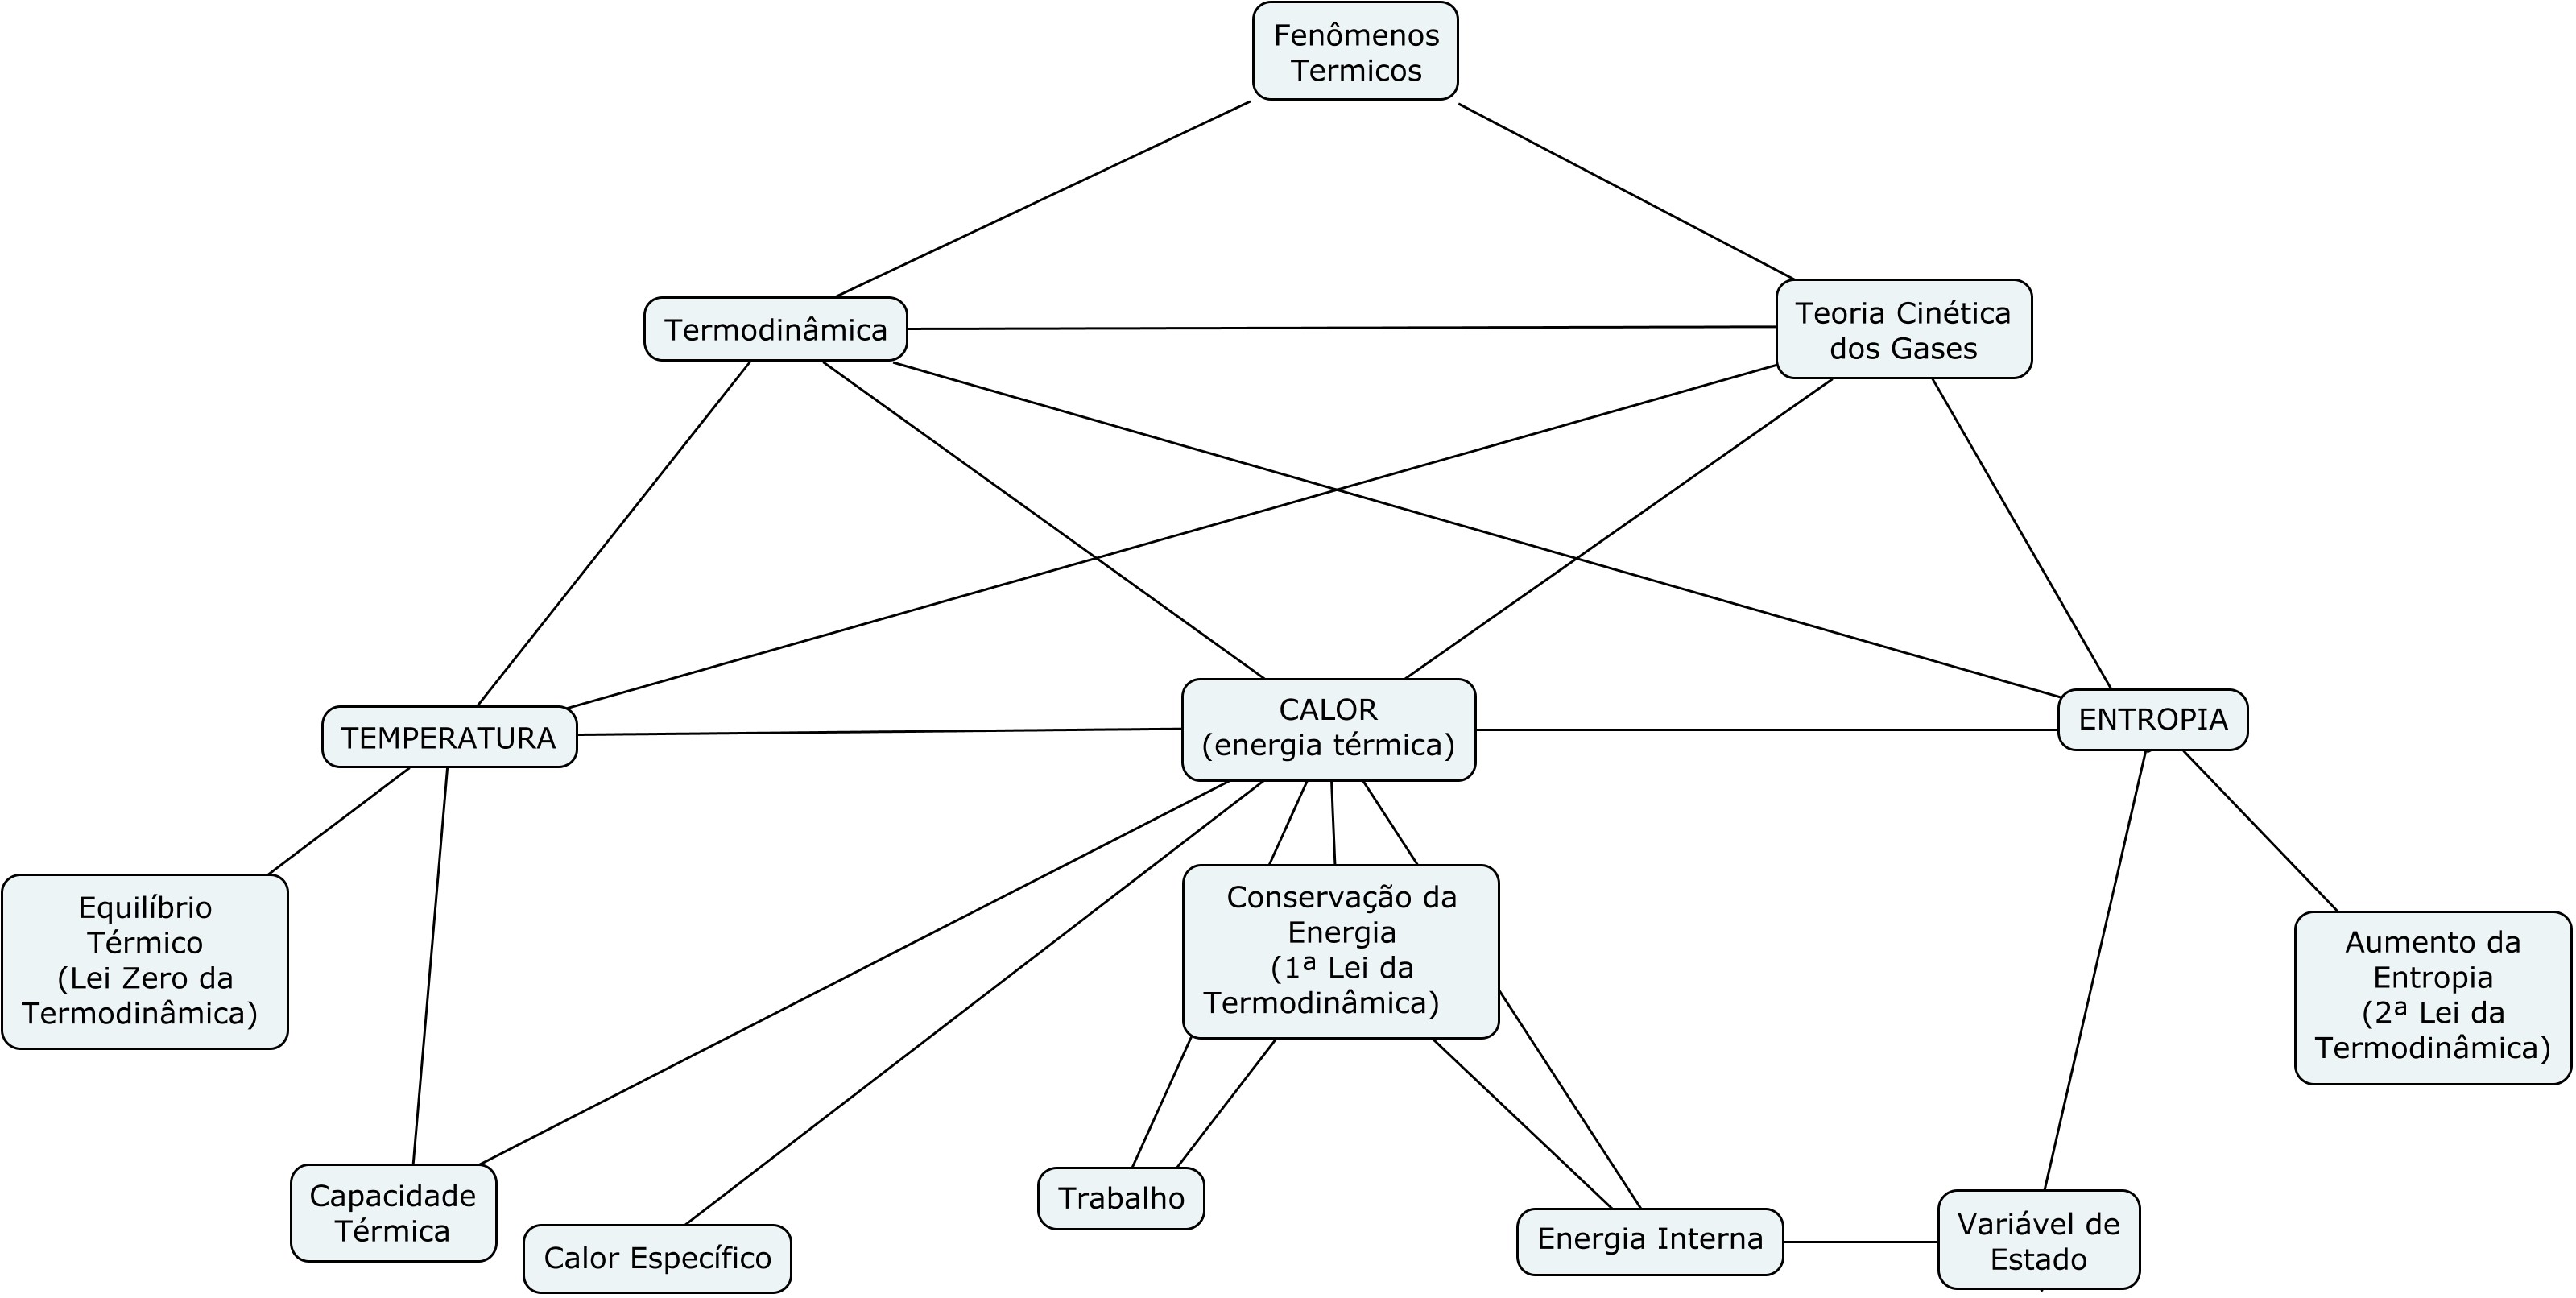 Fenômenos
Termicos
Termodinâmica
Teoria Cinética
dos Gases
TEMPERATURA
CALOR
(energia térmica)
ENTROPIA
Equilíbrio
Térmico
(Lei Zero da
Termodinâmica)
Conservação da
Energia
(1ª Lei da
Termodinâmica)
Aumento da
Entropia
(2ª Lei da
Termodinâmica)
Capacidade
Térmica
Calor Específico
Trabalho
Energia Interna
Variável de
Estado